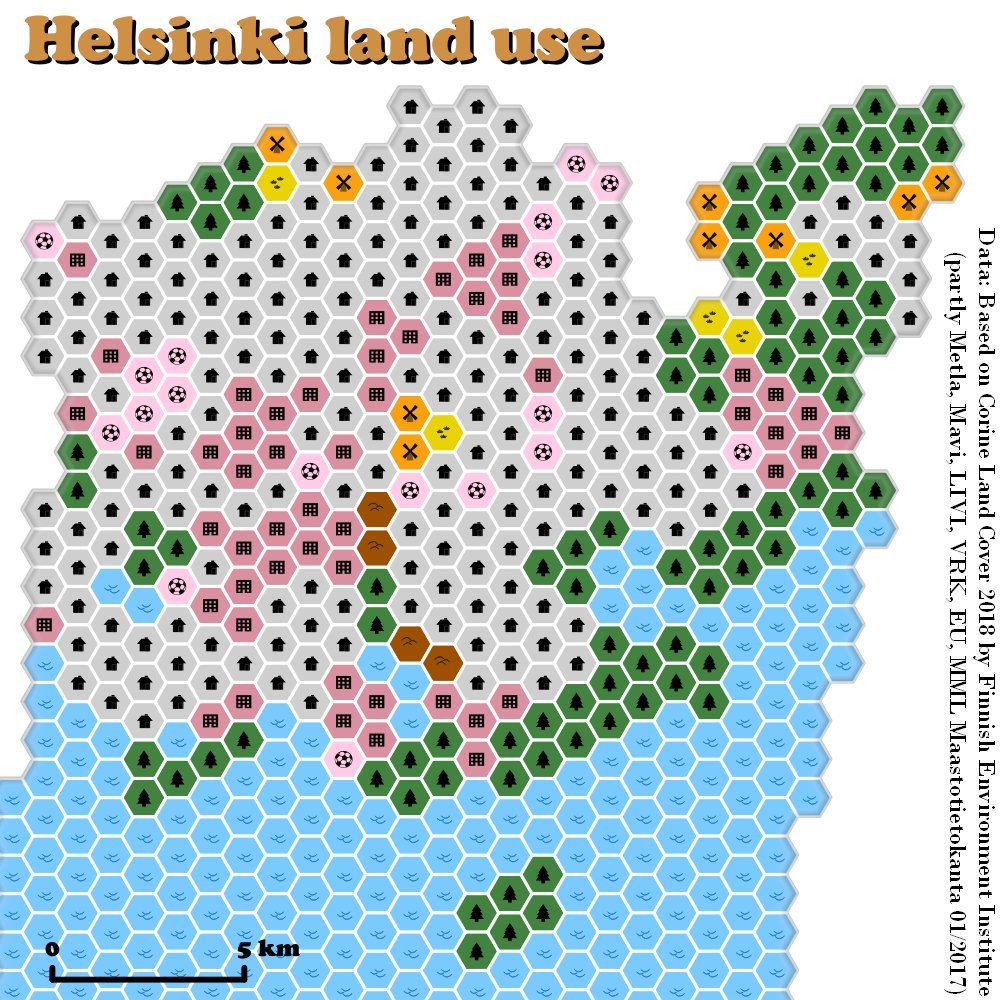 Helsinki land use
Data: Based on Corine Land Cover 2018 by Finnish Environment Institute
(partly Metla, Mavi, LIVI, VRK, EU, MML Maastotietokanta 01/2017)
0 5 km